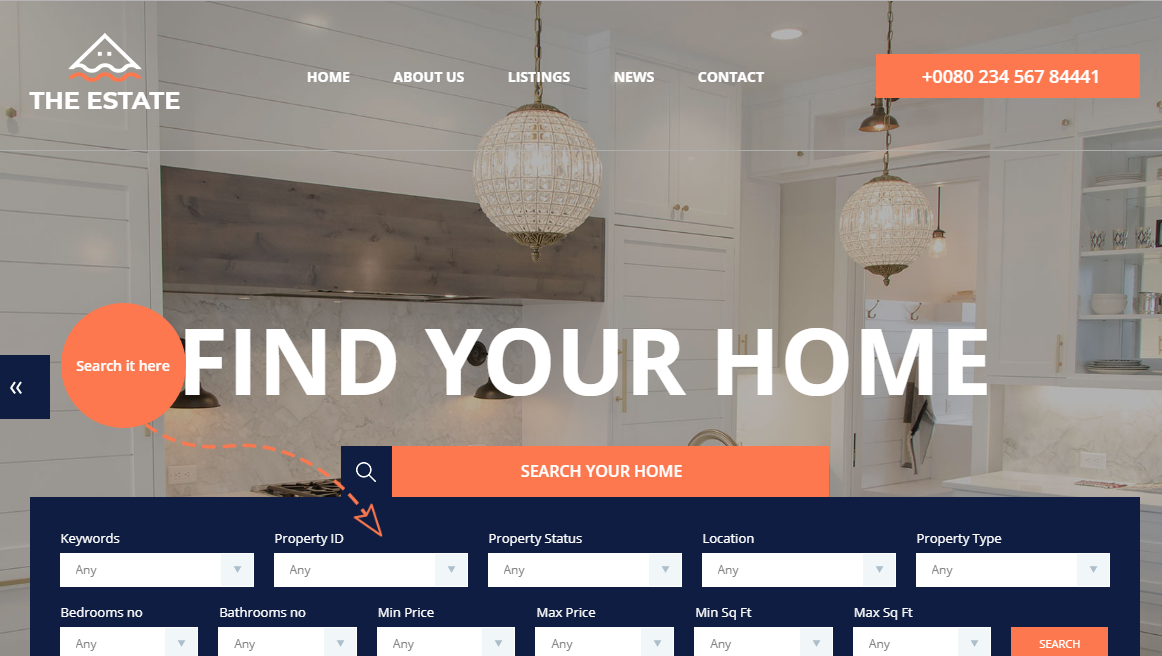 THE ESTATE
HOME ABOUT US LISTINGS NEWS CONTACT
+0080 234 567 84441
Search it here
FIND YOUR HOME
SEARCH YOUR HOME
Keywords Property ID Property Status Location Property Type
Any Any Any Any Any
Bedrooms no Bathrooms no Min Price Max Price Min Sq Ft Max Sq Ft
Any Any Any Any Any Any SEARCH